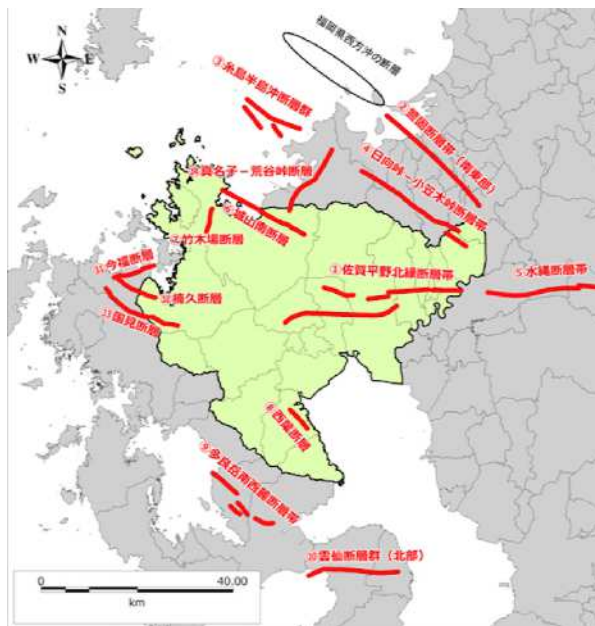 福岡県西方沖の断層
N
W E
S
③糸島半島沖断層群
②警固断層帯（南東部）
④日向峠－小笠木峠断層帯
真名子－荒谷峠断層
⑥城山南断層
⑦竹木場断層
⑪今福断層
①佐賀平野北縁断層帯
⑤水縄断層帯
⑫楠久断層
⑬国見断層
⑧西葉断層
⑨多良岳南西麓断層帯
⑩雲仙断層群（北部）
0 40.00
km